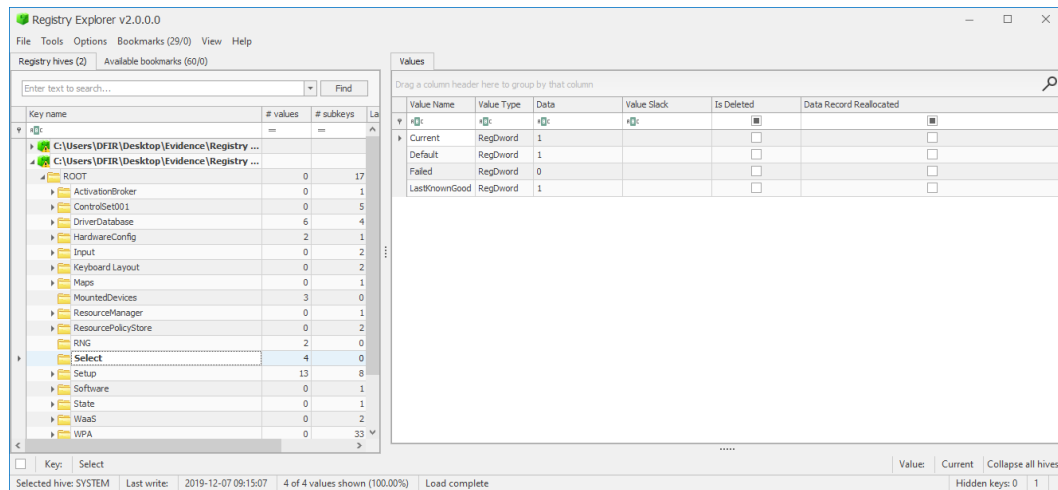 Registry Explorer v2.0.0.0
File Tools Options Bookmarks (29/0) View Help
Registry hives (2) Available bookmarks (60/0)
Enter text to search... Find
Key name # values # subkeys La
= =
C:\Users\DFIR\Desktop\Evidence\Registry ...
C:\Users\DFIR\Desktop\Evidence\Registry ...
ROOT 0 17
ActivationBroker 0 1
ControlSet001 0 5
DriverDatabase 6 4
HardwareConfig 2 1
Input 0 2
Keyboard Layout 0 2
Maps 0 1
MountedDevices 3 0
ResourceManager 0 1
ResourcePolicyStore 0 2
RNG 2 0
Select 4 0
Setup 13 8
Software 0 1
State 0 1
WaaS 0 2
WPA 0 33
Values
Drag a column header here to group by that column
Value Name Value Type Data Value Slack Is Deleted Data Record Reallocated
Current RegDword 1
Default RegDword 1
Failed RegDword 0
LastKnownGood RegDword 1
Key: Select Value: Current Collapse all hives
Selected hive: SYSTEM Last write: 2019-12-07 09:15:07 4 of 4 values shown (100.00%) Load complete Hidden keys: 0 1